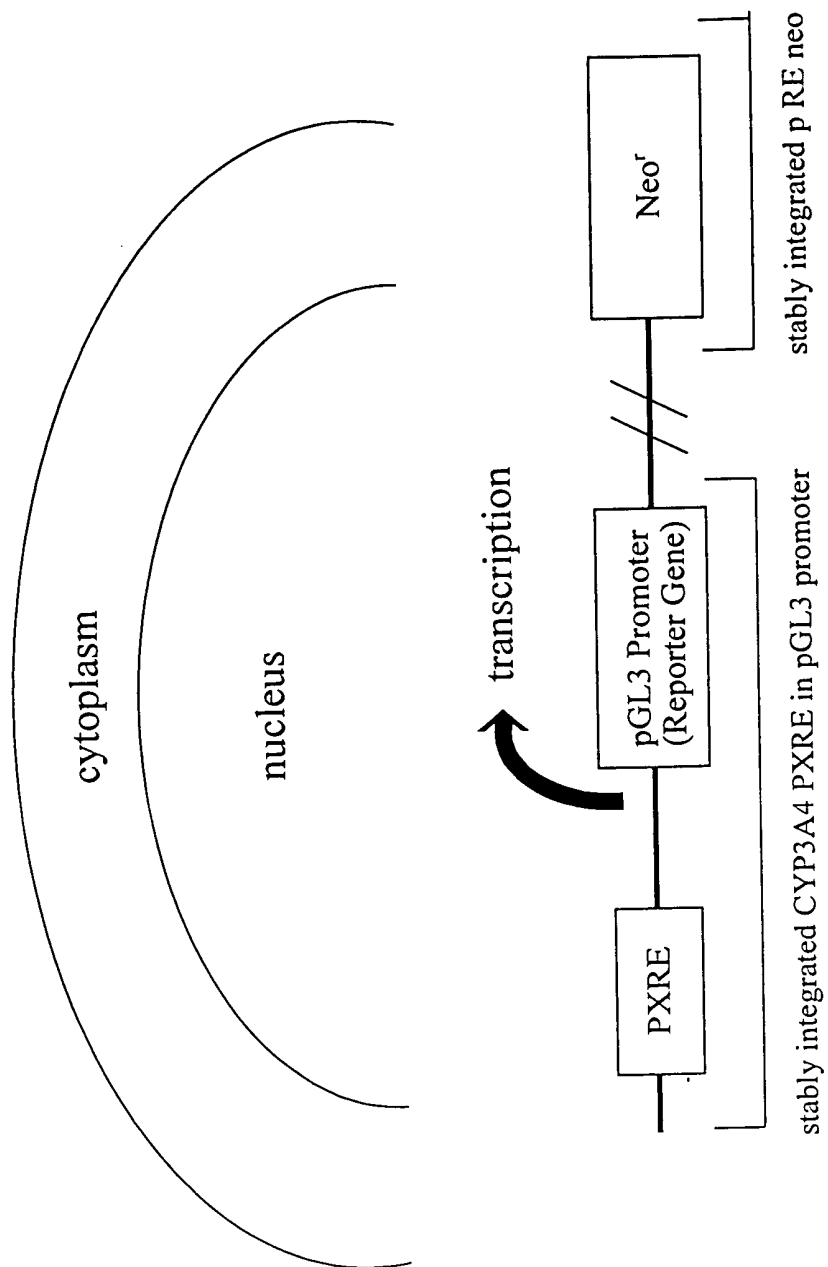 cytoplasm
nucleus
transcription
PXRE
pGL3 Promoter
(Reporter Gene)
Neoʳ
stably integrated CYP3A4 PXRE in pGL3 promoter
stably integrated p RE neo